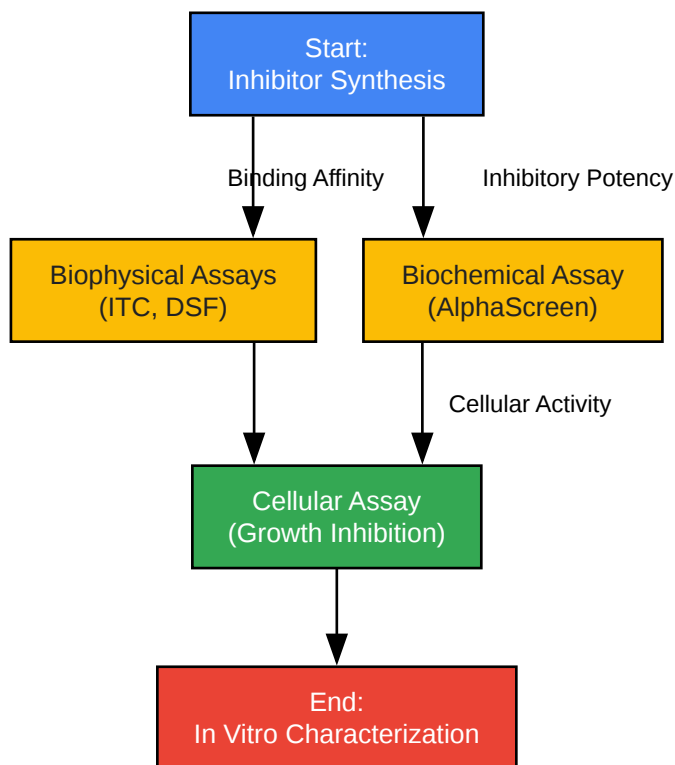 Start:
Inhibitor Synthesis
Binding Affinity
Inhibitory Potency
Biophysical Assays
(ITC, DSF)
Biochemical Assay
(AlphaScreen)
Cellular Activity
Cellular Assay
(Growth Inhibition)
End:
In Vitro Characterization